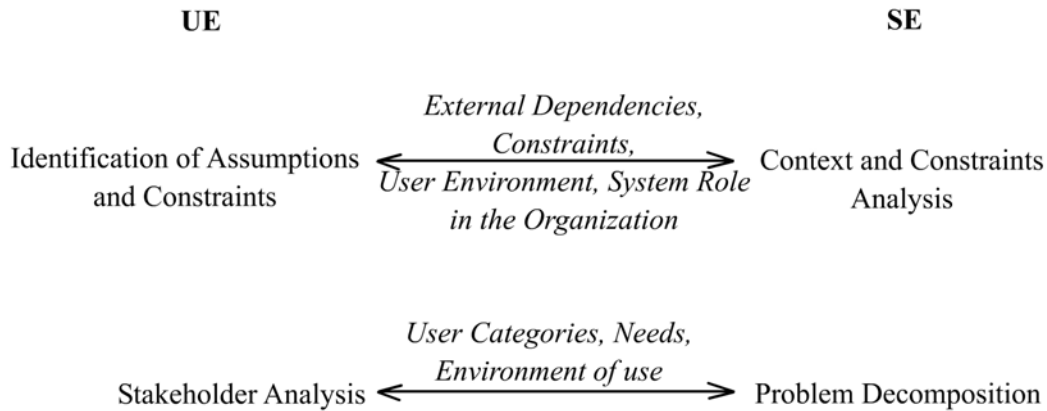 UE
SE
External Dependencies,
Constraints,
Identification of Assumptions
and Constraints
User Environment, System Role
in the Organization
Context and Constraints
Analysis
User Categories, Needs,
Environment of use
Stakeholder Analysis
Problem Decomposition